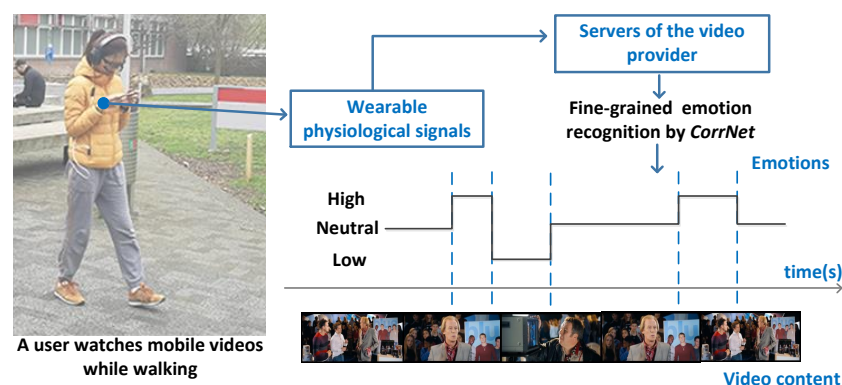 Servers of the video
provider
Wearable
physiological signals
Fine-grained emotion
recognition by CorrNet
Emotions
High
Neutral
Low
time(s)
A user watches mobile videos
while walking
Video content